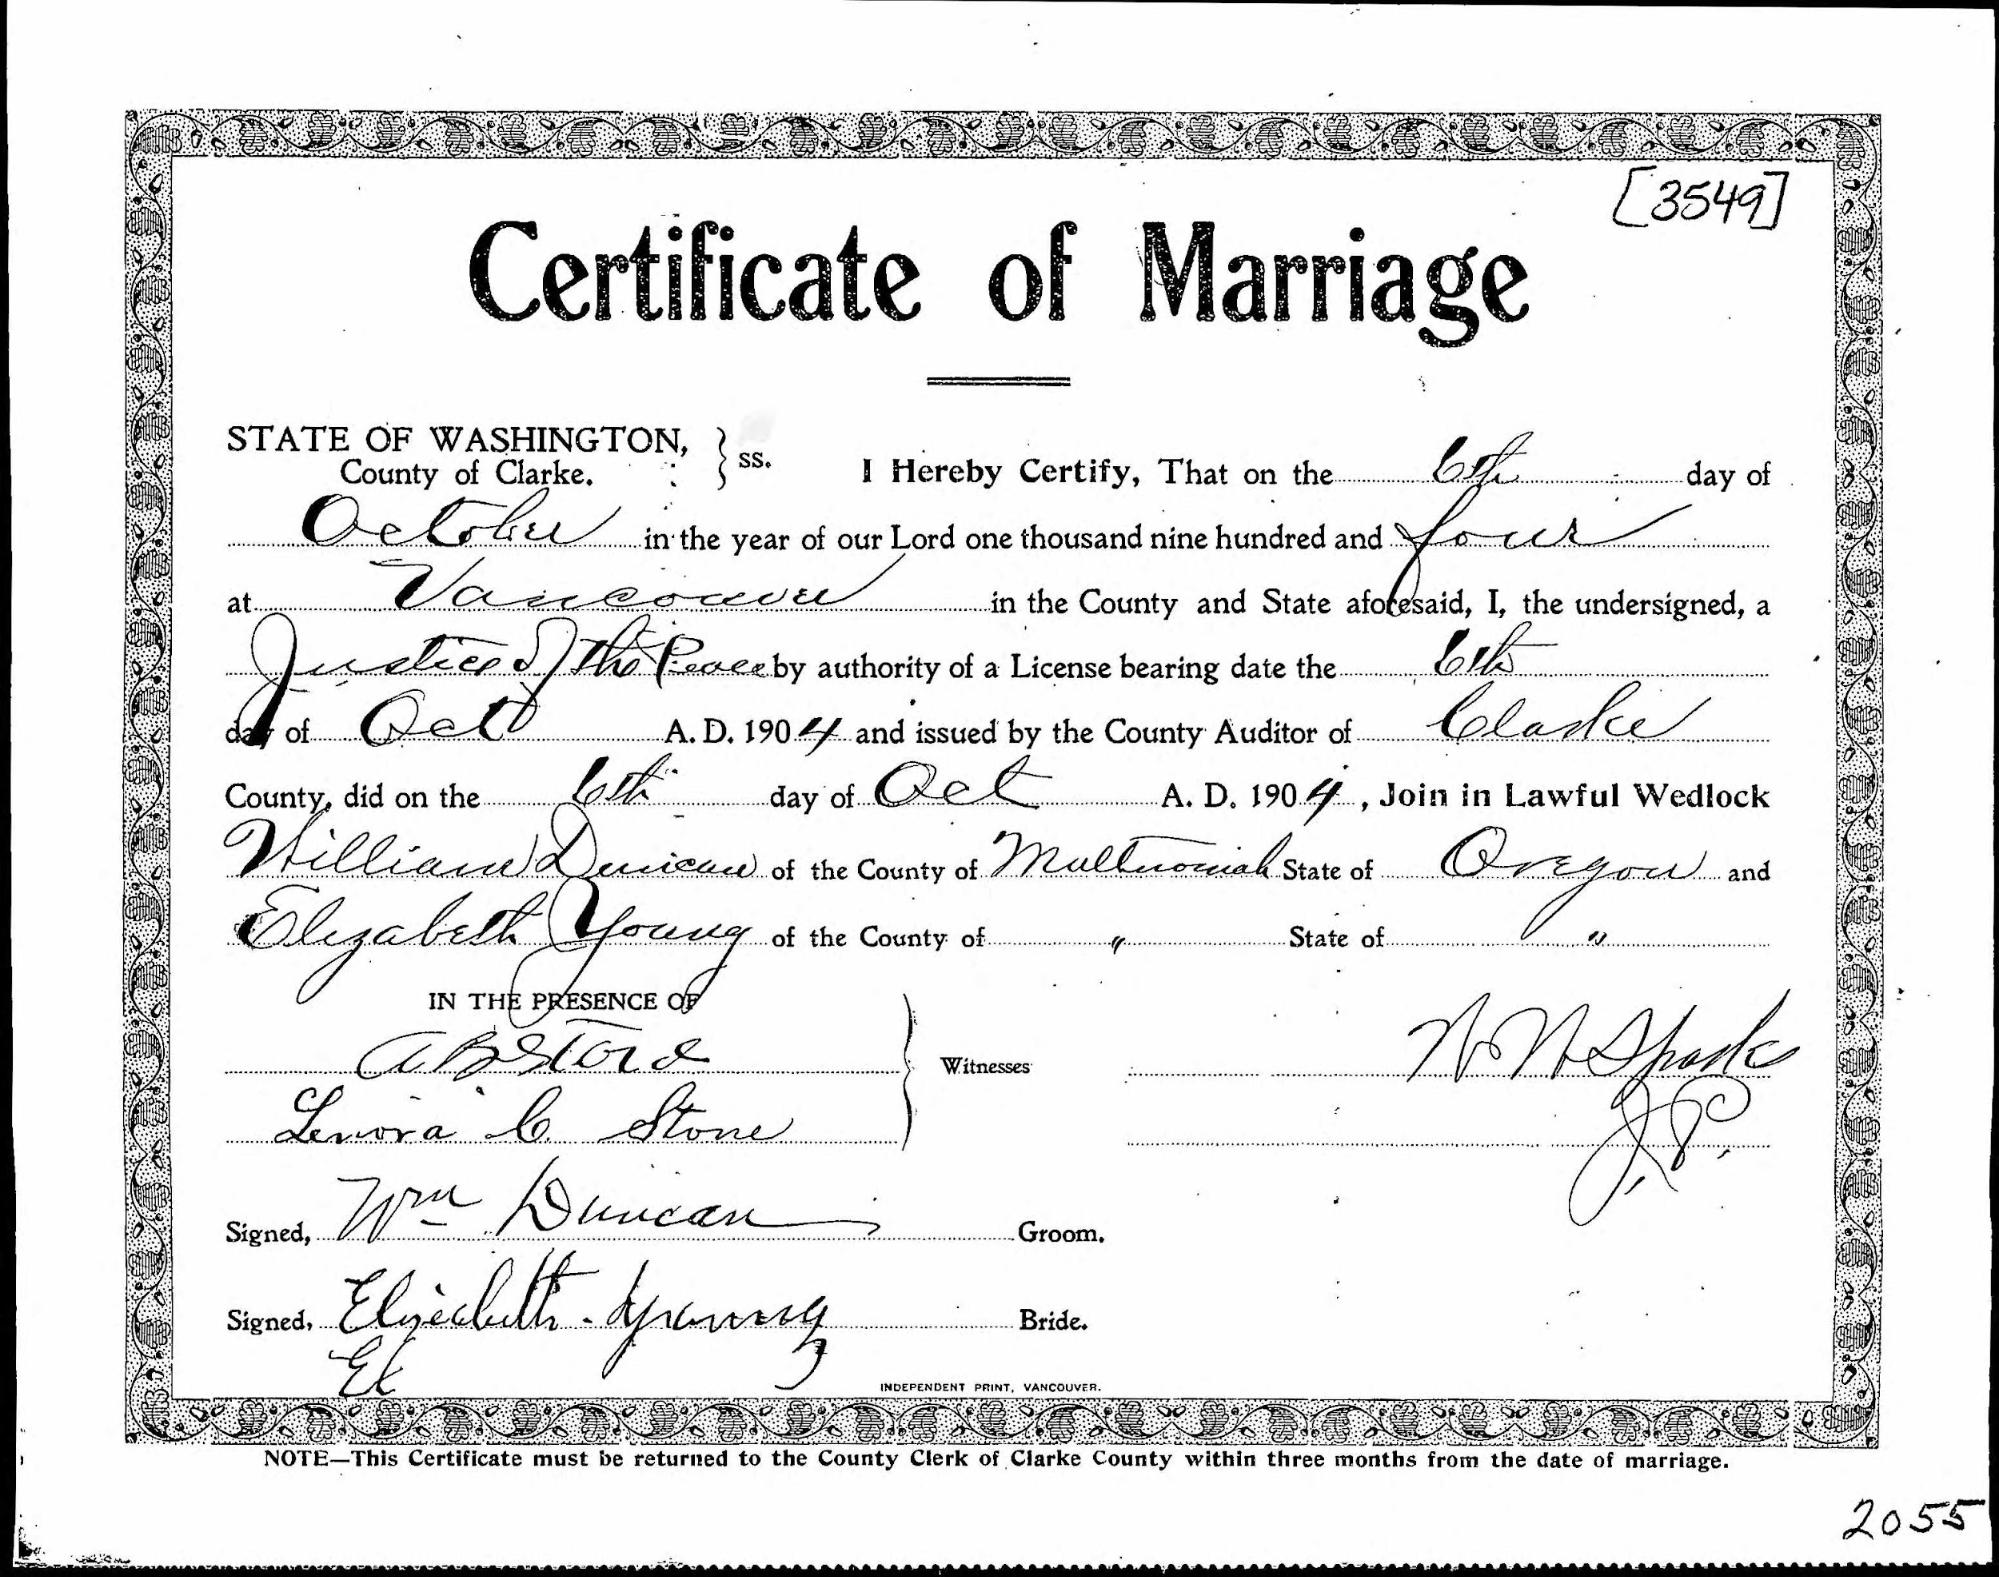 [3549]
Certificate of Marriage
STATE OF WASHINGTON, } ss.
County of Clarke.
I Hereby Certify, That on the 6th day of
October in the year of our Lord one thousand nine hundred and four
at Vancouver in the County and State aforesaid, I, the undersigned, a
Justice of the Peace by authority of a License bearing date the 6th
day of Oct A. D. 1904 and issued by the County Auditor of Clarke
County, did on the 6th day of Oct A. D. 1904, Join in Lawful Wedlock
William Duncan of the County of Multnomah State of Oregon and
Elizabeth Young of the County of " State of "
IN THE PRESENCE OF
A B Stone
Lenora C. Stone
Witnesses
Sparks
J.P.
Signed, Wm Duncan Groom.
Signed, Elizabeth Young Bride.
El
INDEPENDENT PRINT, VANCOUVER.
NOTE—This Certificate must be returned to the County Clerk of Clarke County within three months from the date of marriage.
2055